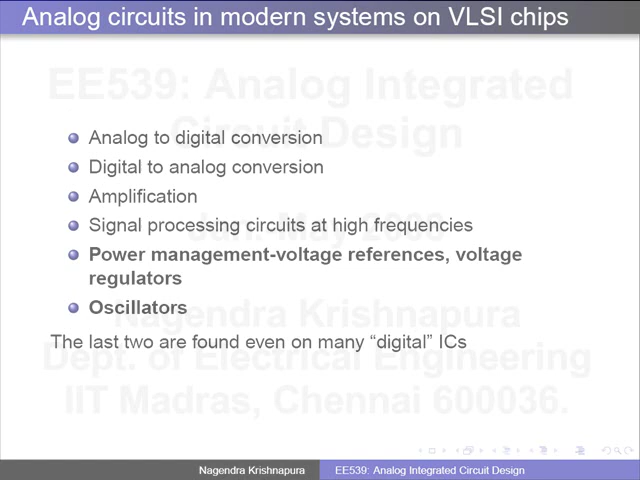 Analog circuits in modern systems on VLSI chips
EE539: Analog Integrated
Circuit Design
Analog to digital conversion
Digital to analog conversion
Amplification
Signal processing circuits at high frequencies
Power management-voltage references, voltage
regulators
Oscillators
The last two are found even on many “digital” ICs
Nagendra Krishnapura
Dept. of Electrical Engineering
IIT Madras, Chennai 600036.
Nagendra Krishnapura
EE539: Analog Integrated Circuit Design